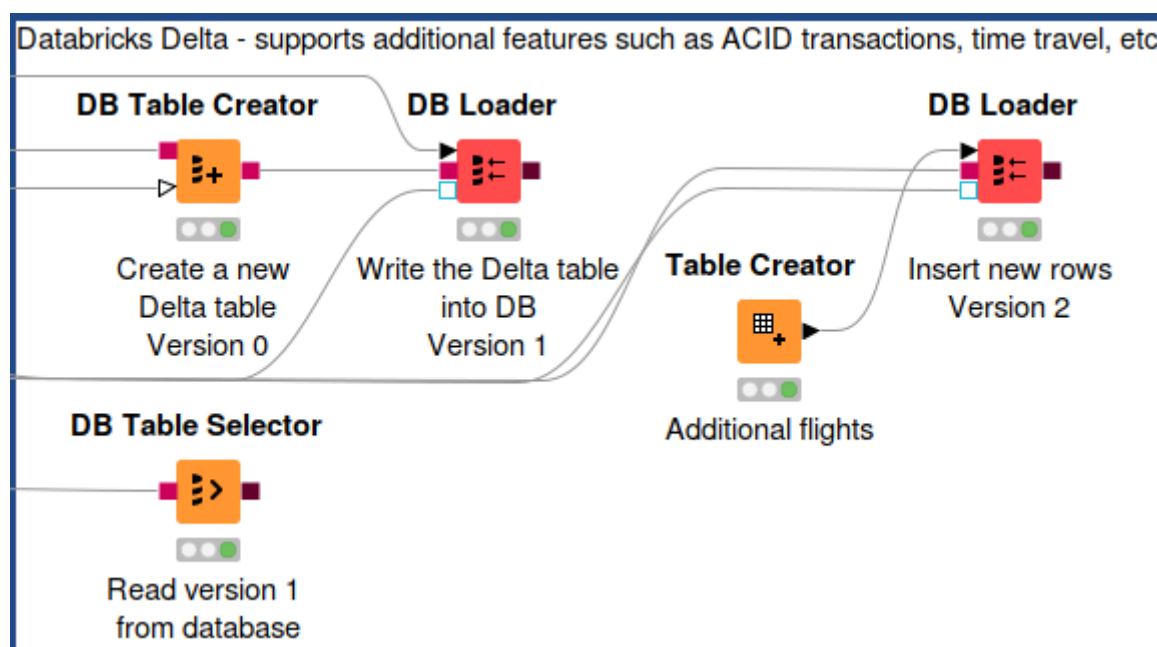 Databricks Delta - supports additional features such as ACID transactions, time travel, etc
DB Table Creator
DB Loader
DB Loader
Create a new
Delta table
Version 0
Write the Delta table
into DB
Version 1
Table Creator
Insert new rows
Version 2
Additional flights
DB Table Selector
Read version 1
from database